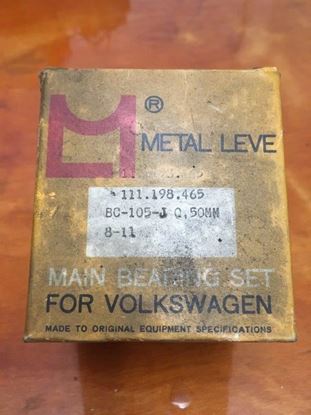 ®
METAL LEVE
111.198.465
BC-105-J 0,50MM
8-11
MAIN BEARING SET
FOR VOLKSWAGEN
MADE TO ORIGINAL EQUIPMENT SPECIFICATIONS